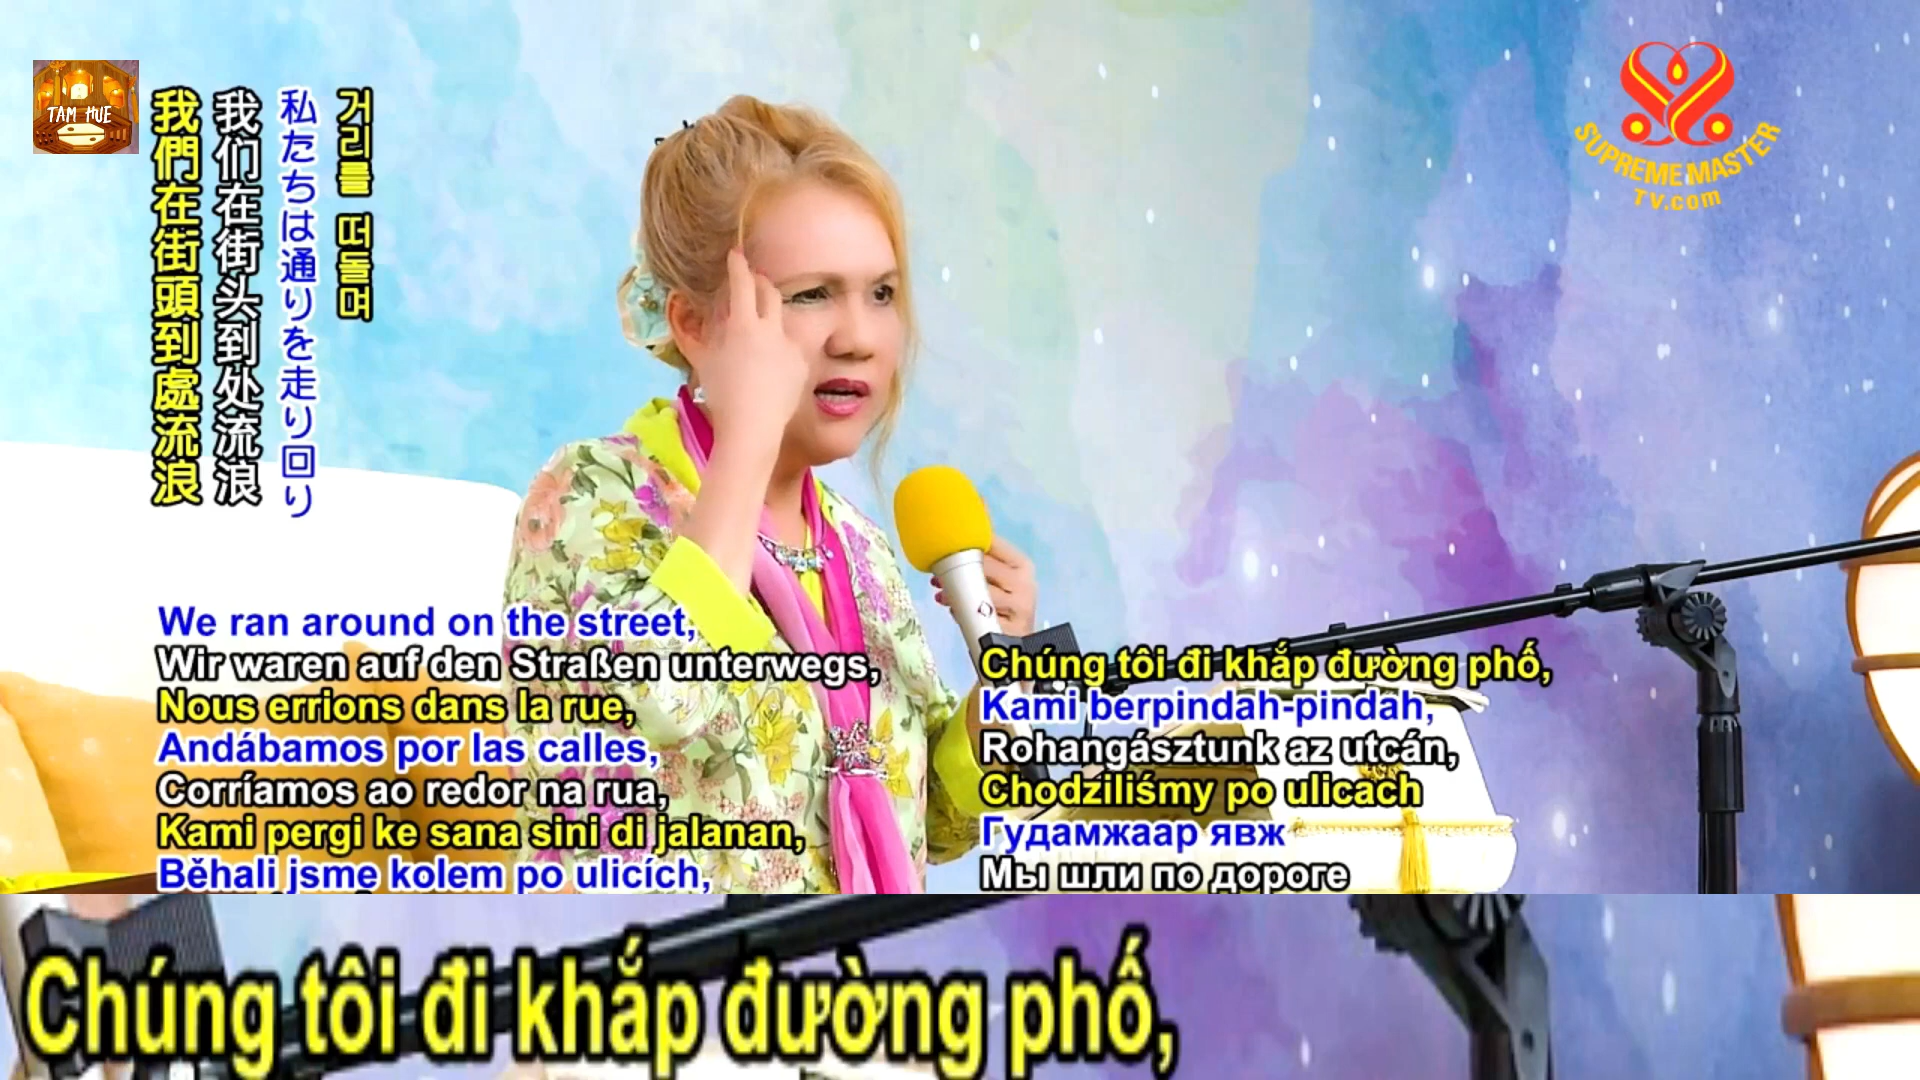 TAM HUE
我們在街頭到處流浪
我们在街头到处流浪
私たちは通りを走り回り
거리를 떠돌며
SUPREME MASTER
TV.com
We ran around on the street,
Wir waren auf den Straßen unterwegs,
Nous errions dans la rue,
Andábamos por las calles,
Corríamos ao redor na rua,
Kami pergi ke sana sini di jalanan,
Běhali jsme kolem po ulicích,
Chúng tôi đi khắp đường phố,
Kami berpindah-pindah,
Rohangásztunk az utcán,
Chodziliśmy po ulicach
Гудамжаар явж
Мы шли по дороге
Chúng tôi đi khắp đường phố,